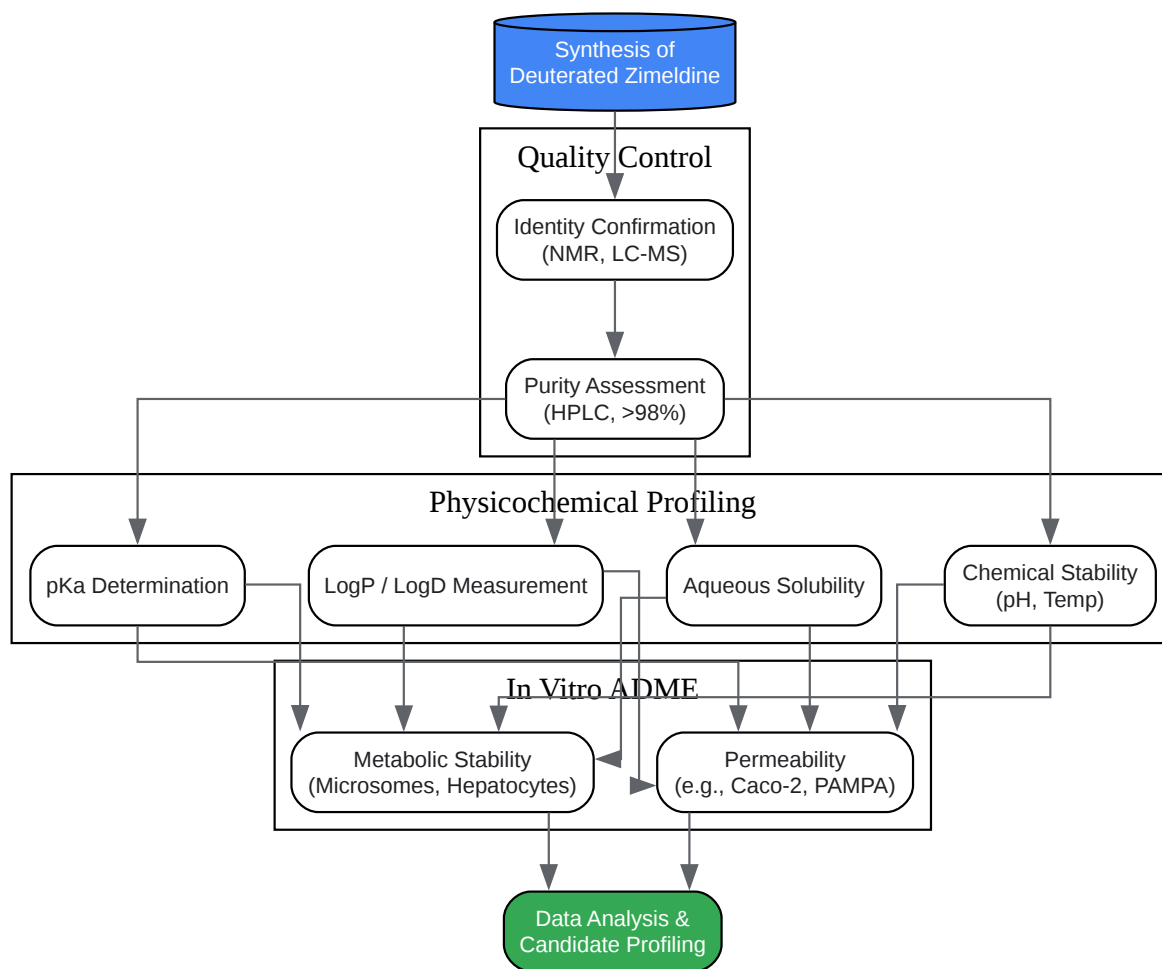 Synthesis of
Deuterated Zimeldine
Quality Control
Identity Confirmation
(NMR, LC-MS)
Purity Assessment
(HPLC, >98%)
Physicochemical Profiling
pKa Determination
LogP / LogD Measurement
Aqueous Solubility
Chemical Stability
(pH, Temp)
In Vitro ADME
Metabolic Stability
(Microsomes, Hepatocytes)
Permeability
(e.g., Caco-2, PAMPA)
Data Analysis &
Candidate Profiling